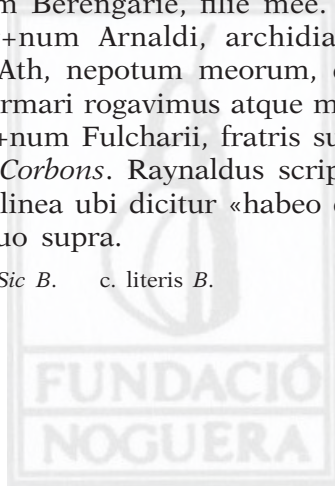 m Berengarie, filie mee.
+num Arnaldi, archidia
Ath, nepotum meorum,
rmari rogavimus atque m
+num Fulcharii, fratris su
Corbons. Raynaldus scrip
linea ubi dicitur «habeo
uo supra.
Sic B. c. literis B.
FUNDACIÓ
NOGUERA